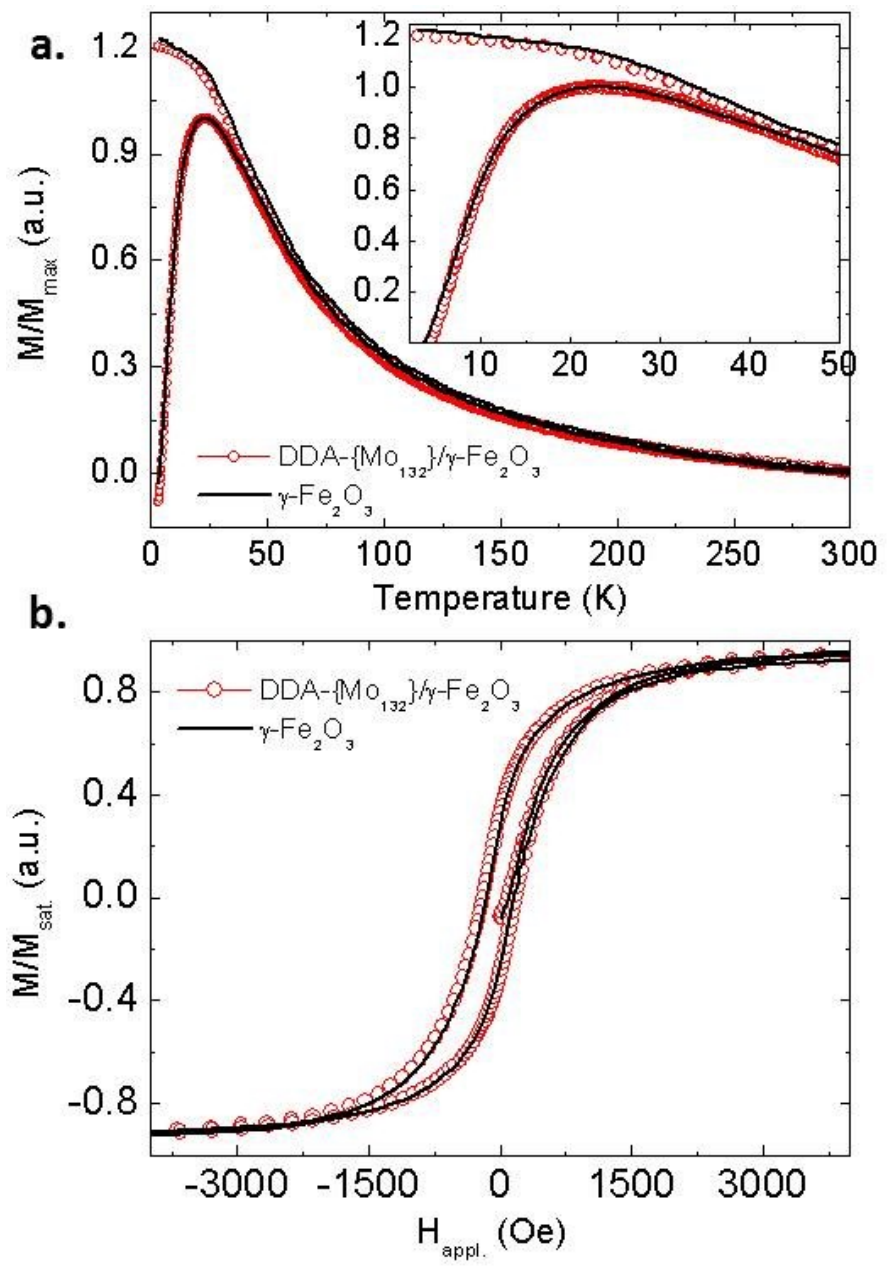 a.
M/Mmax (a.u.)
1.2
0.9
0.6
0.3
0.0
1.2
1.0
0.8
0.6
0.4
0.2
10 20 30 40 50
DDA-{Mo132}/γ-Fe2O3
γ-Fe2O3
0 50 100 150 200 250 300
Temperature (K)
b.
M/Msat. (a.u.)
0.8
0.4
0.0
-0.4
-0.8
DDA-{Mo132}/γ-Fe2O3
γ-Fe2O3
-3000 -1500 0 1500 3000
Happl. (Oe)